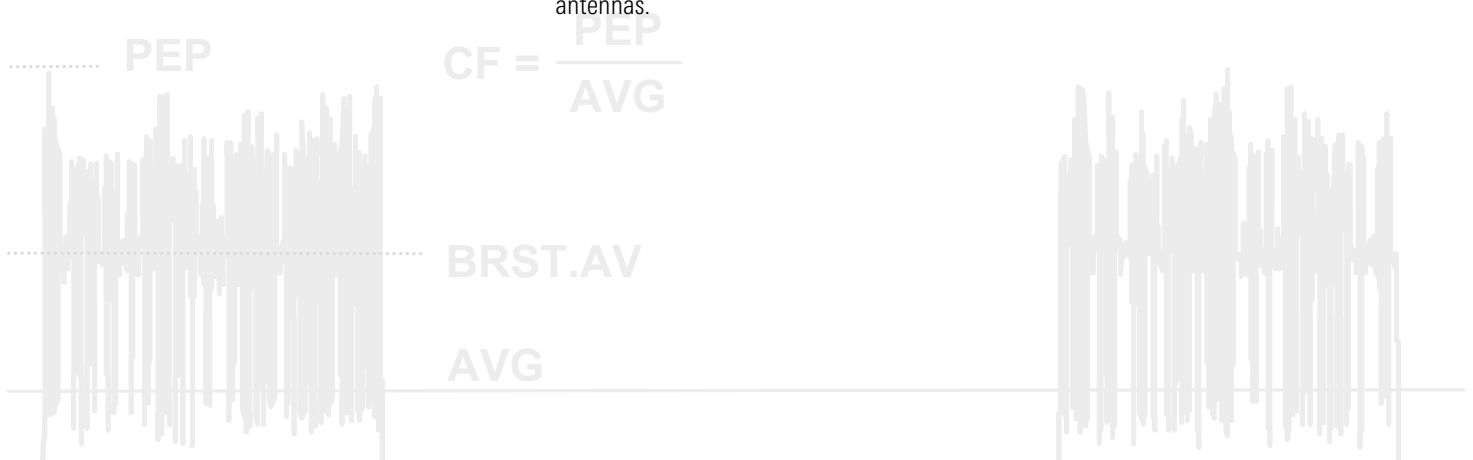 antennas.
PEP
CF = PEP
AVG
BRST.AV
AVG